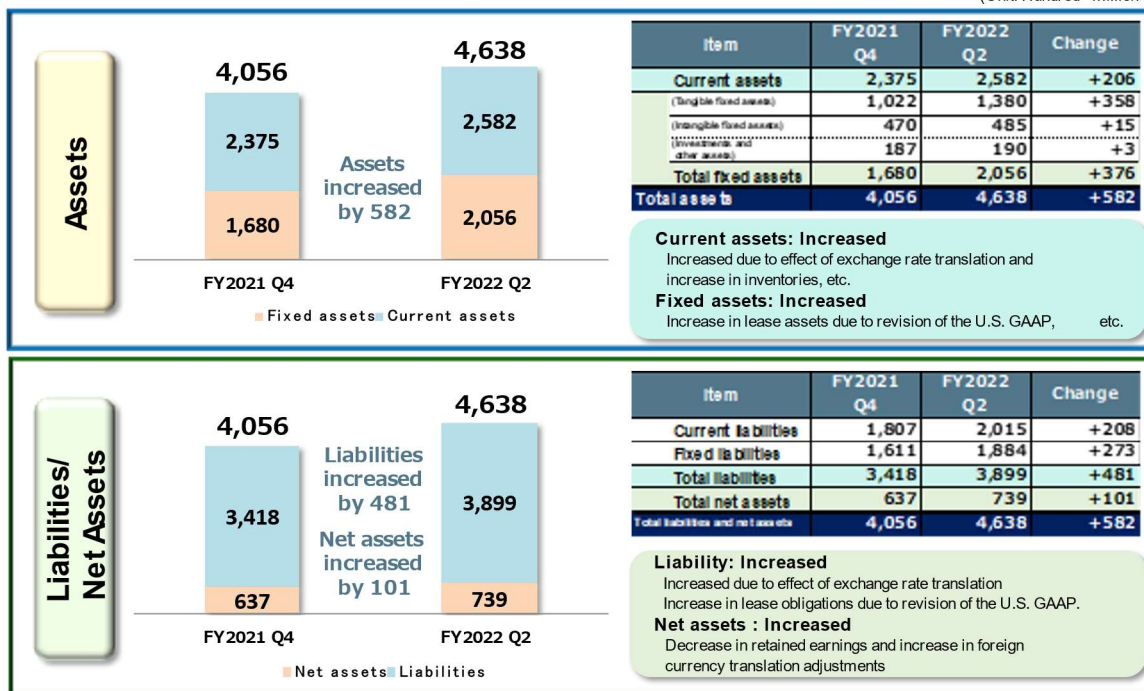 Assets
4,056
4,638
2,375
2,582
Assets
increased
by 582
1,680
2,056
FY2021 Q4
FY2022 Q2
Fixed assets Current assets
Item FY2021 Q4 FY2022 Q2 Change
Current assets 2,375 2,582 +206
(Tangible fixed assets) 1,022 1,380 +358
(Intangible fixed assets) 470 485 +15
(Investments and other assets) 187 190 +3
Total fixed assets 1,680 2,056 +376
Total assets 4,056 4,638 +582
Current assets: Increased
Increased due to effect of exchange rate translation and
increase in inventories, etc.
Fixed assets: Increased
Increase in lease assets due to revision of the U.S. GAAP, etc.
Liabilities/
Net Assets
4,056
4,638
3,418
3,899
Liabilities
increased
by 481
Net assets
increased
by 101
637
739
FY2021 Q4
FY2022 Q2
Net assets Liabilities
Item FY2021 Q4 FY2022 Q2 Change
Current liabilities 1,807 2,015 +208
Fixed liabilities 1,611 1,884 +273
Total liabilities 3,418 3,899 +481
Total net assets 637 739 +101
Total liabilities and net assets 4,056 4,638 +582
Liability: Increased
Increased due to effect of exchange rate translation
Increase in lease obligations due to revision of the U.S. GAAP.
Net assets : Increased
Decrease in retained earnings and increase in foreign
currency translation adjustments